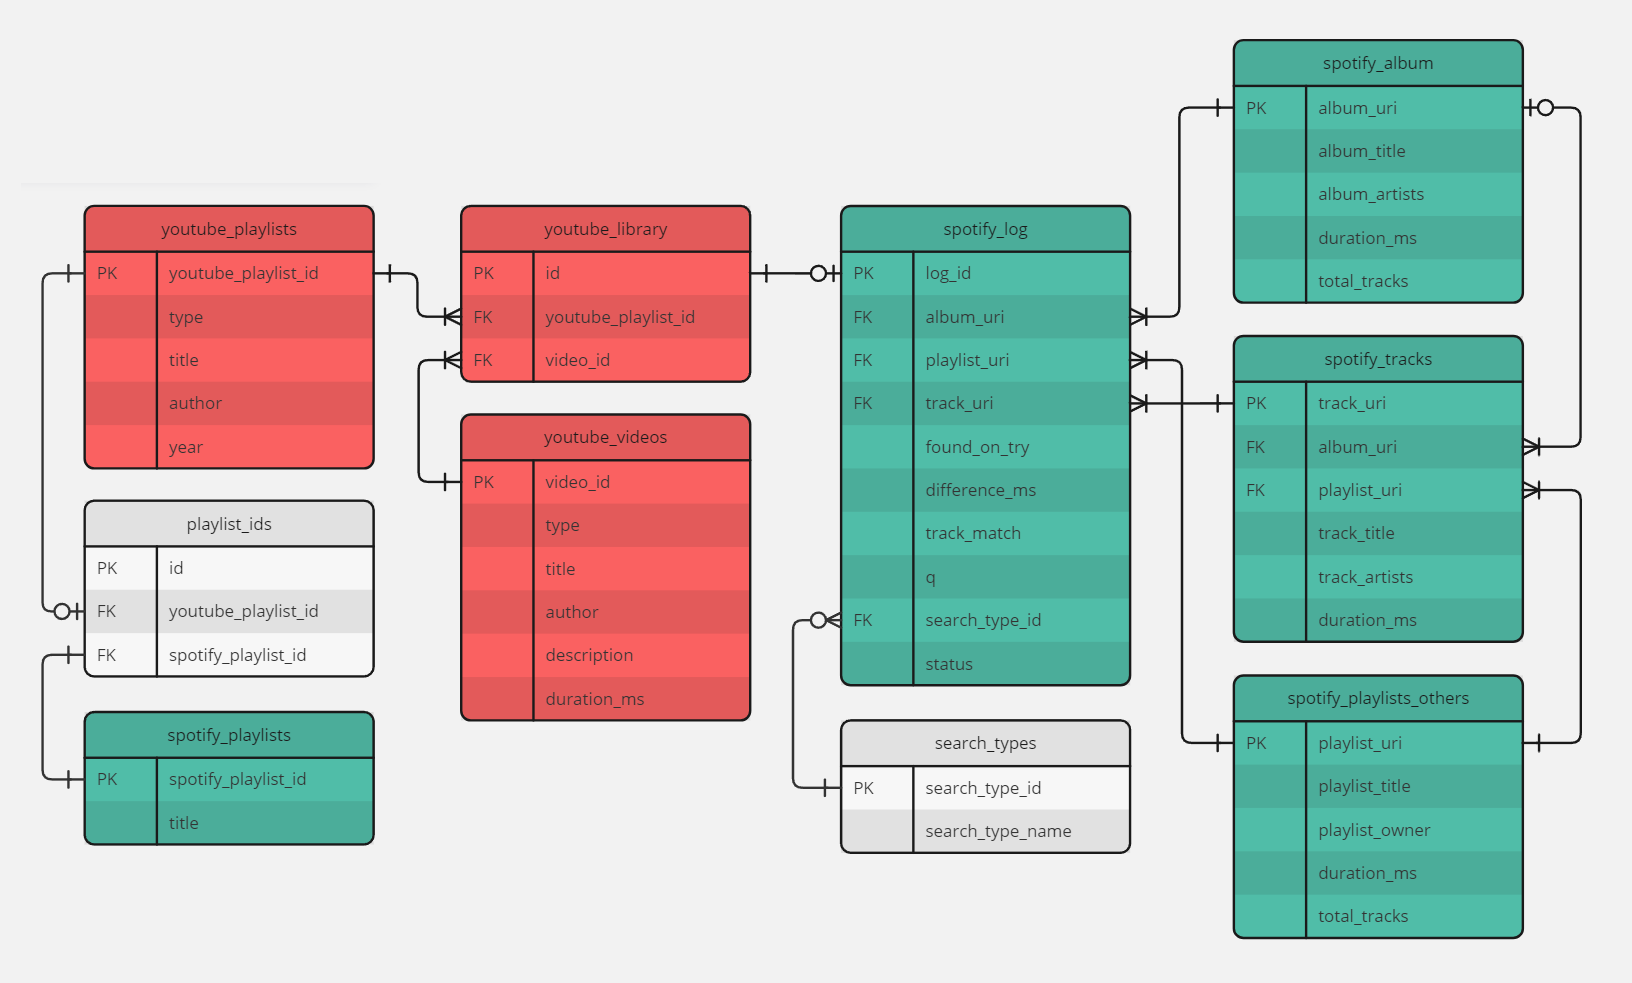 youtube_playlists
PK youtube_playlist_id
type
title
author
year
playlist_ids
PK id
FK youtube_playlist_id
FK spotify_playlist_id
spotify_playlists
PK spotify_playlist_id
title
youtube_library
PK id
FK youtube_playlist_id
FK video_id
youtube_videos
PK video_id
type
title
author
description
duration_ms
spotify_log
PK log_id
FK album_uri
FK playlist_uri
FK track_uri
found_on_try
difference_ms
track_match
q
FK search_type_id
status
search_types
PK search_type_id
search_type_name
spotify_album
PK album_uri
album_title
album_artists
duration_ms
total_tracks
spotify_tracks
PK track_uri
FK album_uri
FK playlist_uri
track_title
track_artists
duration_ms
spotify_playlists_others
PK playlist_uri
playlist_title
playlist_owner
duration_ms
total_tracks